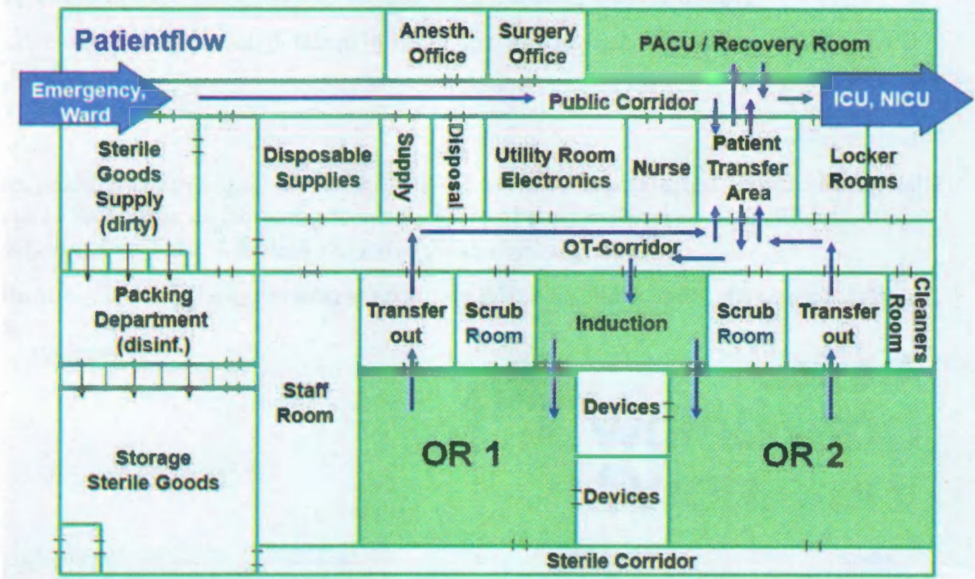 Patientflow
Anesth.
Office
Surgery
Office
PACU / Recovery Room
Emergency,
Ward
Public Corridor
ICU, NICU
Sterile
Goods
Supply
(dirty)
Disposable
Supplies
Supply
Disposal
Utility Room
Electronic
Nurse
Patient
Transfer
Area
Locker
Rooms
OT-Corridor
Packing
Department
(disinf.)
Transfer
out
Scrub
Room
Induction
Scrub
Room
Transfer
out
Cleaners
Room
Staff
Room
Devices
OR 1
OR 2
Storage
Sterile Goods
Devices
Sterile Corridor